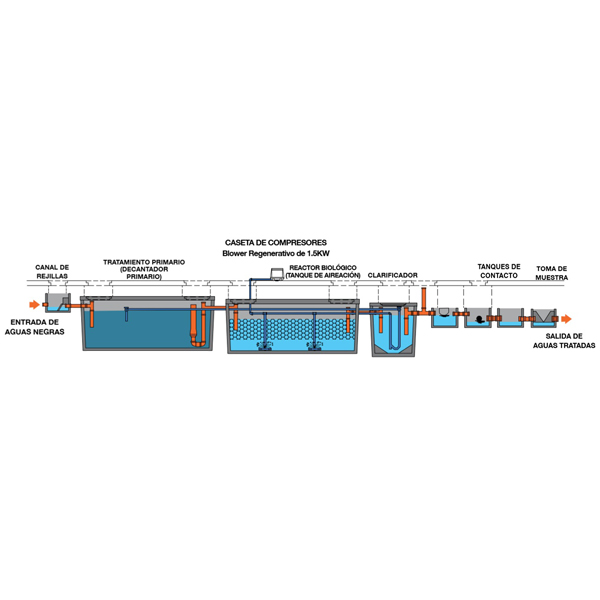 CASETA DE COMPRESORES
Blower Regenerativo de 1.5KW
CANAL DE
REJILLAS
TRATAMIENTO PRIMARIO
(DECANTADOR
PRIMARIO)
REACTOR BIOLÓGICO
(TANQUE DE AIREACIÓN)
CLARIFICADOR
TANQUES DE
CONTACTO
TOMA DE
MUESTRA
ENTRADA DE
AGUAS NEGRAS
SALIDA DE
AGUAS TRATADAS